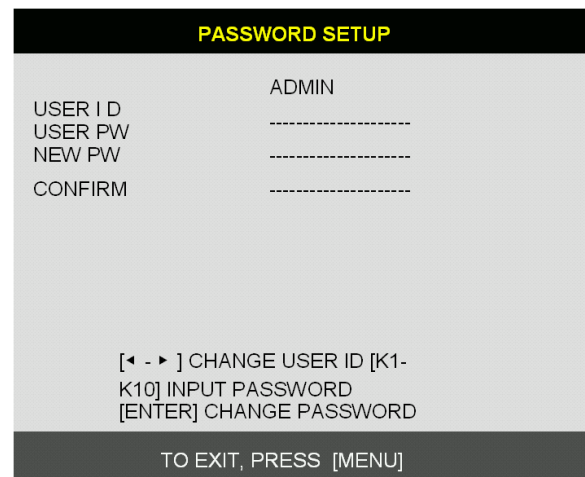 PASSWORD SETUP
ADMIN
USER I D
USER PW ---------------------
NEW PW ---------------------
CONFIRM ---------------------
[◄ - ► ] CHANGE USER ID [K1-
K10] INPUT PASSWORD
[ENTER] CHANGE PASSWORD
TO EXIT, PRESS [MENU]